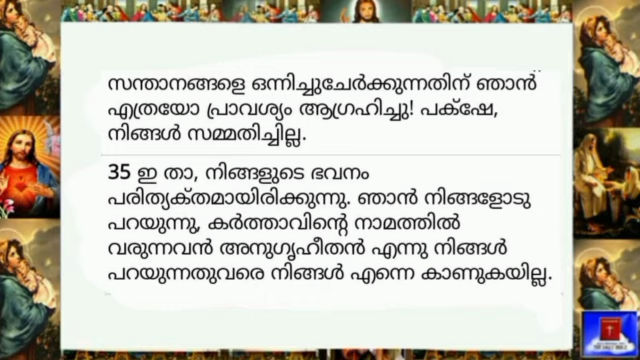 സന്താനങ്ങളെ ഒന്നിച്ചുചേർക്കുന്നതിന് ഞാൻ
എത്രയോ പ്രാവശ്യം ആഗ്രഹിച്ചു! പക്ഷേ,
നിങ്ങൾ സമ്മതിച്ചില്ല.
35 ഇ താ, നിങ്ങളുടെ ഭവനം
പരിത്യക്തമായിരിക്കുന്നു. ഞാൻ നിങ്ങളോടു
പറയുന്നു, കർത്താവിന്റെ നാമത്തിൽ
വരുന്നവൻ അനുഗൃഹീതൻ എന്നു നിങ്ങൾ
പറയുന്നതുവരെ നിങ്ങൾ എന്നെ കാണുകയില്ല.